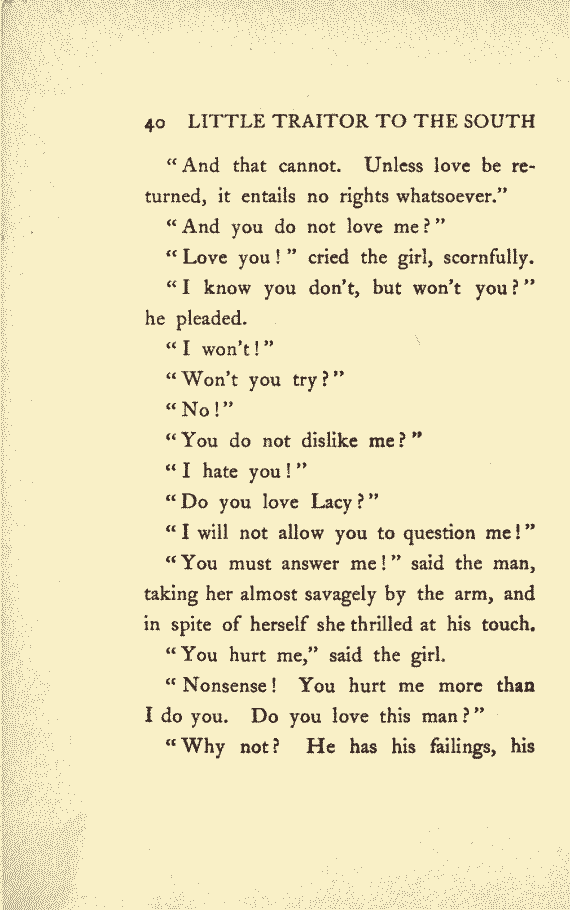 40 LITTLE TRAITOR TO THE SOUTH
“And that cannot. Unless love be re-
turned, it entails no rights whatsoever.”
“And you do not love me?”
“Love you!” cried the girl, scornfully.
“I know you don’t, but won’t you?”
he pleaded.
“I won’t!”
“Won’t you try?”
“No!”
“You do not dislike me?”
“I hate you!”
“Do you love Lacy?”
“I will not allow you to question me!”
“You must answer me!” said the man,
taking her almost savagely by the arm, and
in spite of herself she thrilled at his touch.
“You hurt me,” said the girl.
“Nonsense! You hurt me more than
I do you. Do you love this man?”
“Why not? He has his failings, his